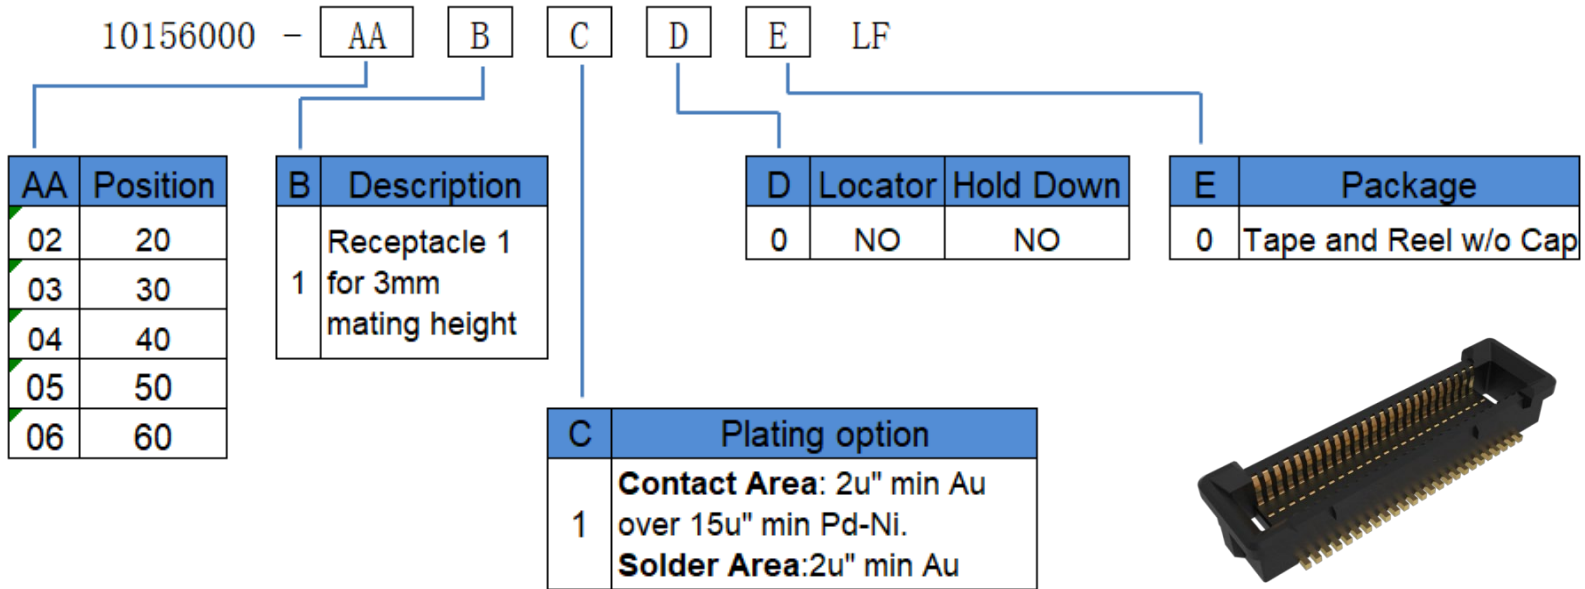 10156000 - AA B C D E LF
AA Position
02 20
03 30
04 40
05 50
06 60
B Description
1 Receptacle 1
for 3mm
mating height
C Plating option
1 Contact Area: 2u" min Au
over 15u" min Pd-Ni.
Solder Area:2u" min Au
D Locator Hold Down
0 NO NO
E Package
0 Tape and Reel w/o Cap